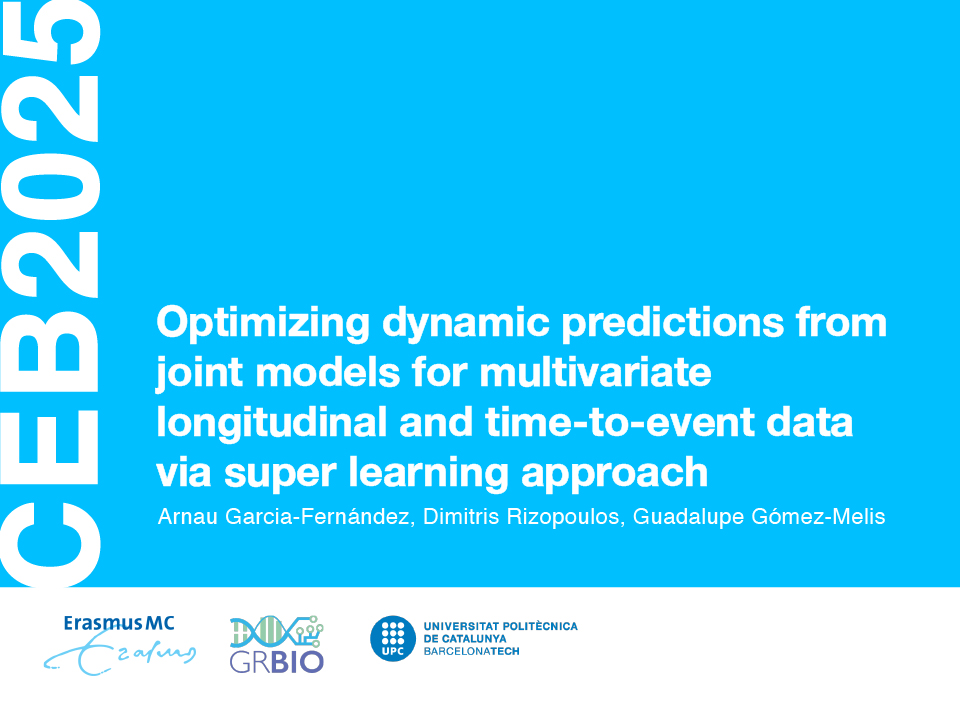 CEB2025
Optimizing dynamic predictions from
joint models for multivariate
longitudinal and time-to-event data
via super learning approach
Arnau Garcia-Fernández, Dimitris Rizopoulos, Guadalupe Gómez-Melis
Erasmus MC
Erasmus
GRBIO
UPC
UNIVERSITAT POLITÈCNICA
DE CATALUNYA
BARCELONATECH